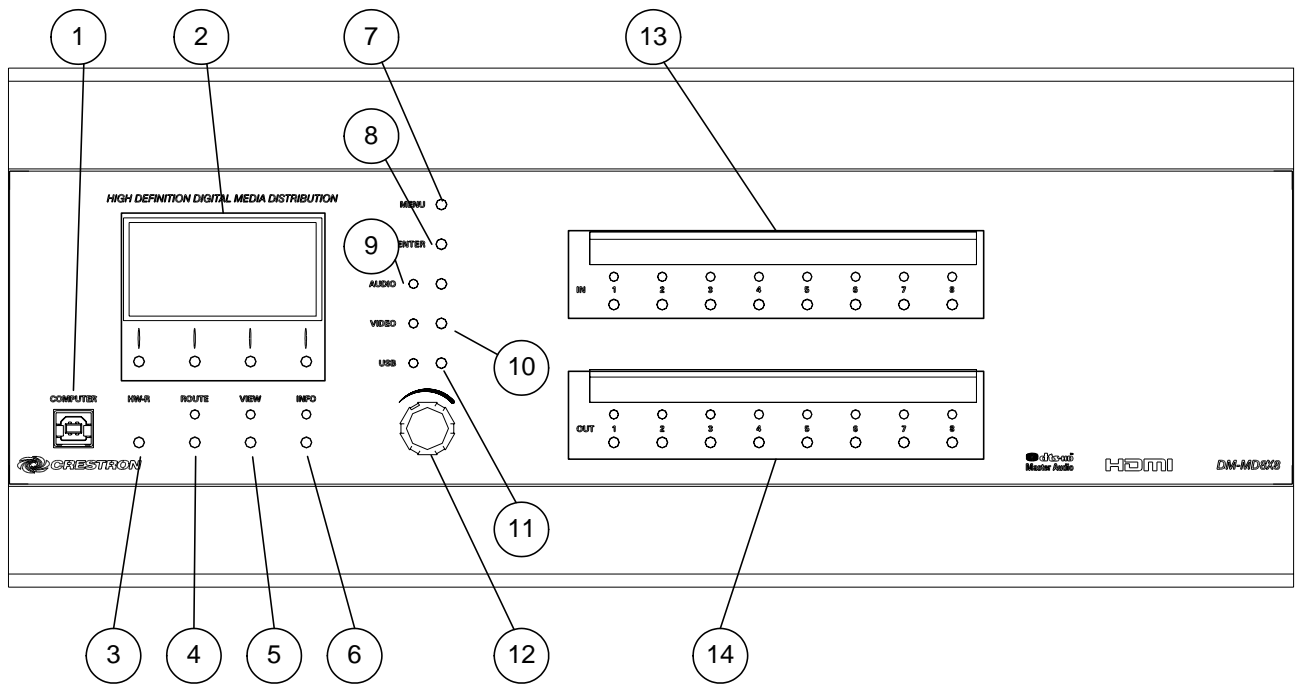 1 2 7 13
8
HIGH DEFINITION DIGITAL MEDIA DISTRIBUTION
MENU
9 ENTER
AUDIO
IN 1 2 3 4 5 6 7 8
VIDEO
10
USB
COMPUTER HW-R ROUTE VIEW INFO
OUT 1 2 3 4 5 6 7 8
CRESTRON
dts-HD
Master Audio
HDMI
DM-MD8X8
11
3 4 5 6 12 14